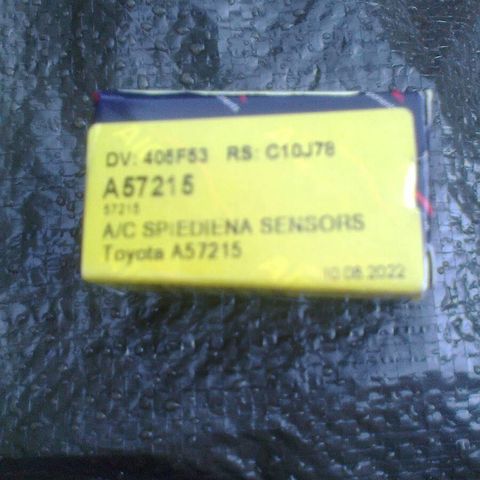 DV: 406F53 RS: C10J78
A57215
57215
A/C SPIEDIENA SENSORS
Toyota A57215
10.08.2022